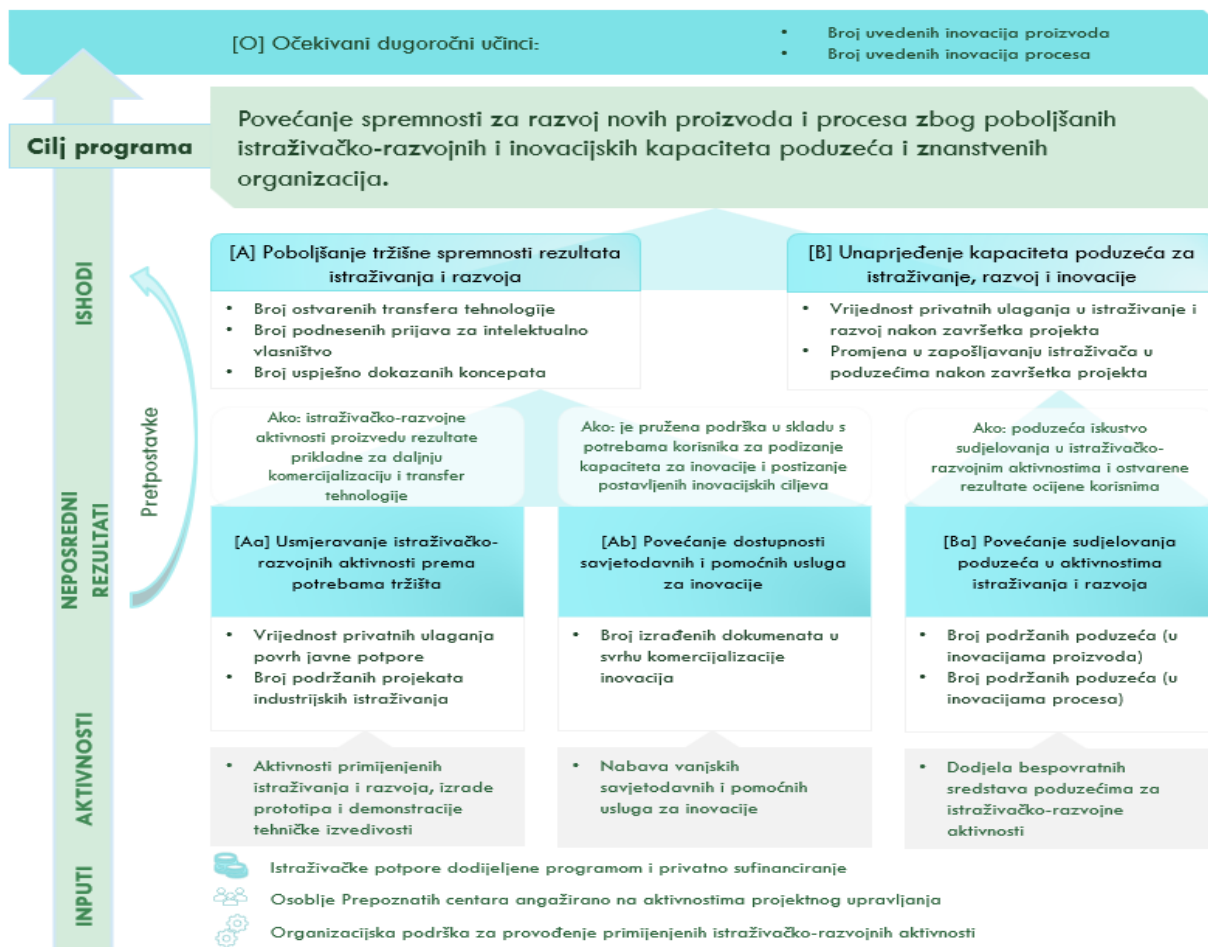 [O] Očekivani dugoročni učinci:
• Broj uvedenih inovacija proizvoda
• Broj uvedenih inovacija procesa
Cilj programa
Povećanje spremnosti za razvoj novih proizvoda i procesa zbog poboljšanih
istraživačko-razvojnih i inovacijskih kapaciteta poduzeća i znanstvenih
organizacija.
ISHODI
[A] Poboljšanje tržišne spremnosti rezultata
istraživanja i razvoja
• Broj ostvarenih transfera tehnologije
• Broj podnesenih prijava za intelektualno
vlasništvo
• Broj uspješno dokazanih koncepata
[B] Unaprjeđenje kapaciteta poduzeća za
istraživanje, razvoj i inovacije
• Vrijednost privatnih ulaganja u istraživanje i
razvoj nakon završetka projekta
• Promjena u zapošljavanju istraživača u
poduzećima nakon završetka projekta
Pretpostavke
Ako: istraživačko-razvojne
aktivnosti proizvedu rezultate
prikladne za daljnju
komercijalizaciju i transfer
tehnologije
Ako: je pružena podrška u skladu s
potrebama korisnika za podizanje
kapaciteta za inovacije i postizanje
postavljenih inovacijskih ciljeva
Ako: poduzeća iskustvo
sudjelovanja u istraživačko-
razvojnim aktivnostima i ostvarene
rezultate ocijene korisnima
NEPOSREDNI
REZULTATI
[Aa] Usmjeravanje istraživačko-
razvojnih aktivnosti prema
potrebama tržišta
• Vrijednost privatnih ulaganja
povrh javne potpore
• Broj podržanih projekata
industrijskih istraživanja
[Ab] Povećanje dostupnosti
savjetodavnih i pomoćnih usluga
za inovacije
• Broj izrađenih dokumenata u
svrhu komercijalizacije
inovacija
[Ba] Povećanje sudjelovanja
poduzeća u aktivnostima
istraživanja i razvoja
• Broj podržanih poduzeća (u
inovacijama proizvoda)
• Broj podržanih poduzeća (u
inovacijama procesa)
AKTIVNOSTI
• Aktivnosti primijenjenih
istraživanja i razvoja, izrade
prototipa i demonstracije
tehničke izvedivosti
• Nabava vanjskih
savjetodavnih i pomoćnih
usluga za inovacije
• Dodjela bespovratnih
sredstava poduzećima za
istraživačko-razvojne
aktivnosti
INPUTI
Istraživačke potpore dodijeljene programom i privatno sufinanciranje
Osoblje Prepoznatih centara angažirano na aktivnostima projektnog upravljanja
Organizacijska podrška za provođenje primijenjenih istraživačko-razvojnih aktivnosti